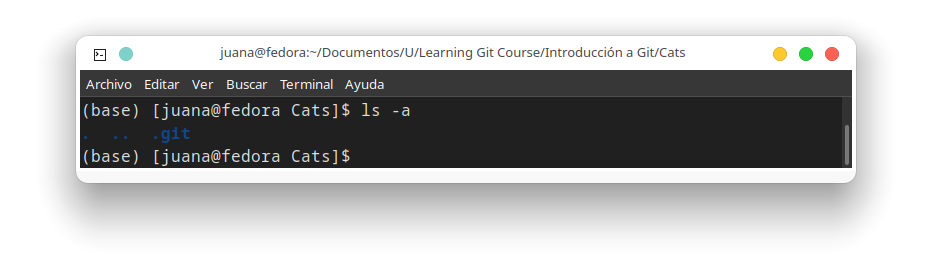 juana@fedora:~/Documentos/U/Learning Git Course/Introducción a Git/Cats
Archivo Editar Ver Buscar Terminal Ayuda
(base) [juana@fedora Cats]$ ls -a
. .. .git
(base) [juana@fedora Cats]$